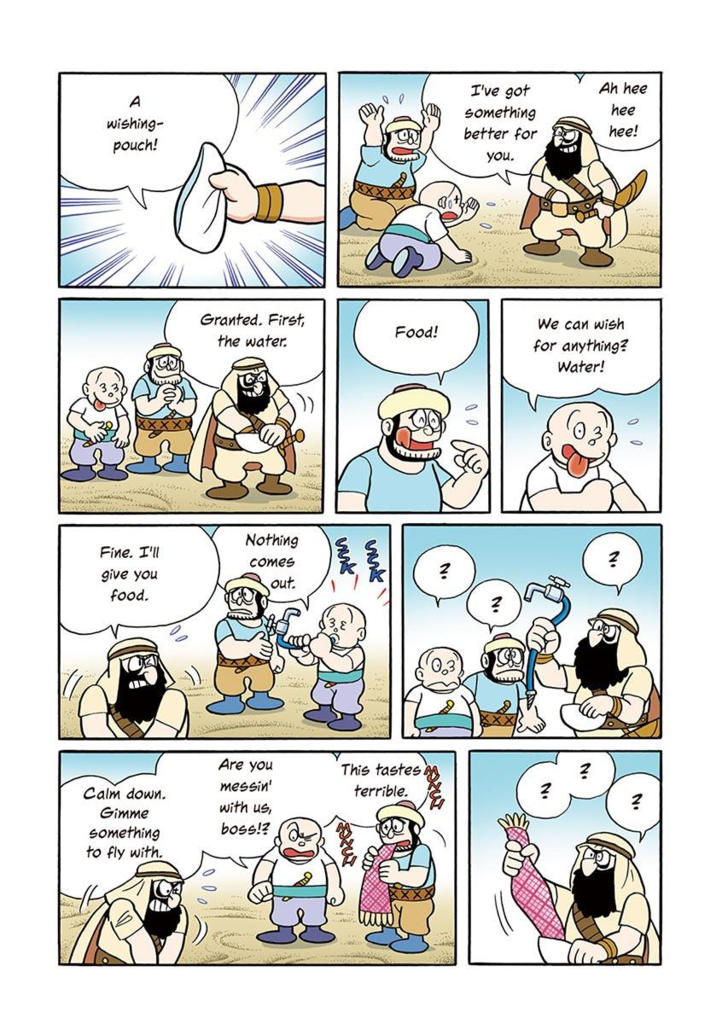 Ah hee
hee
hee!
I've got
something
better for
you.
A
wishing-
pouch!
We can wish
for anything?
Water!
Food!
Granted. First,
the water.
?
?
?
Nothing
comes
out.
Fine. I'll
give you
food.
?
?
?
MUNCH
This tastes
terrible.
MUNCH
Are you
messin'
with us,
boss!?
Calm down.
Gimme
something
to fly with.